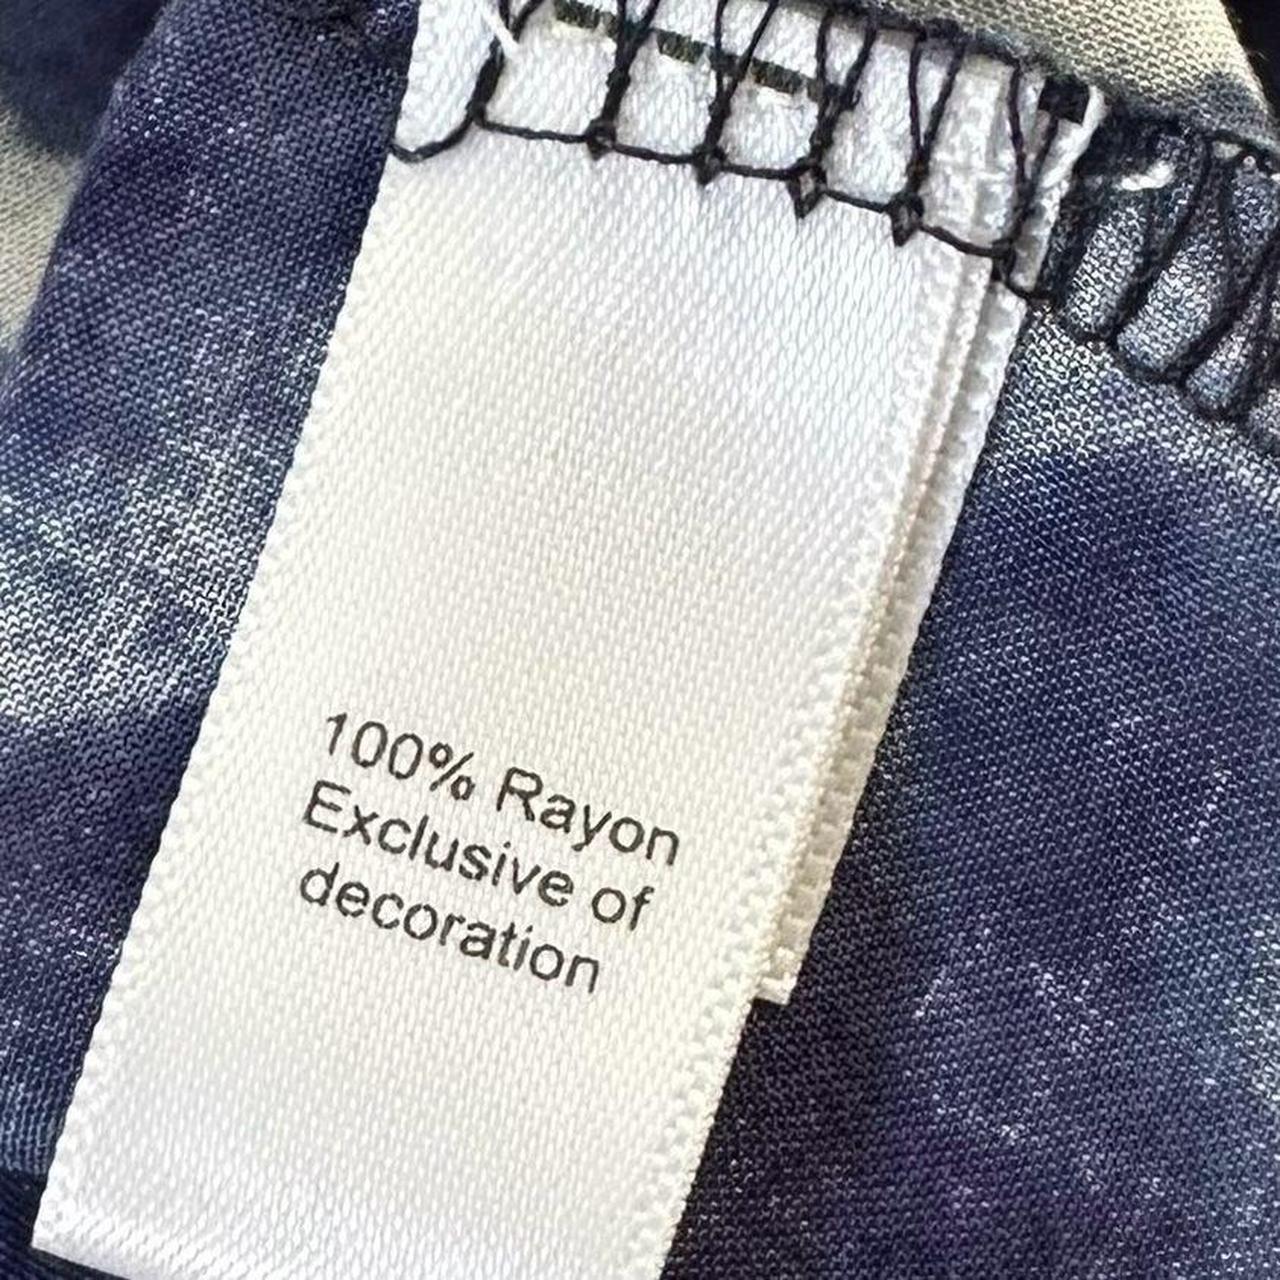 100% Rayon
Exclusive of
decoration